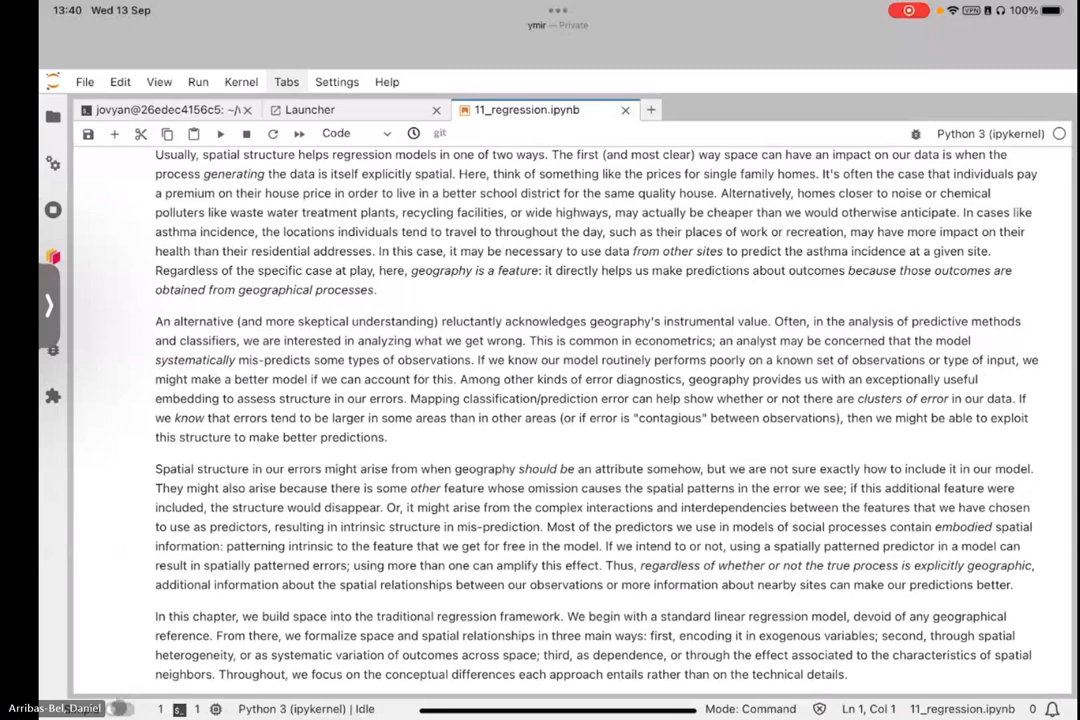 13:40 Wed 13 Sep
VPN 100%
ymir — Private
File Edit View Run Kernel Tabs Settings Help
jovyan@26edec4156c5: ~/w Launcher 11_regression.ipynb
Code git Python 3 (ipykernel)
Usually, spatial structure helps regression models in one of two ways. The first (and most clear) way space can have an impact on our data is when the
process generating the data is itself explicitly spatial. Here, think of something like the prices for single family homes. It's often the case that individuals pay
a premium on their house price in order to live in a better school district for the same quality house. Alternatively, homes closer to noise or chemical
polluters like waste water treatment plants, recycling facilities, or wide highways, may actually be cheaper than we would otherwise anticipate. In cases like
asthma incidence, the locations individuals tend to travel to throughout the day, such as their places of work or recreation, may have more impact on their
health than their residential addresses. In this case, it may be necessary to use data from other sites to predict the asthma incidence at a given site.
Regardless of the specific case at play, here, geography is a feature: it directly helps us make predictions about outcomes because those outcomes are
obtained from geographical processes.
An alternative (and more skeptical understanding) reluctantly acknowledges geography's instrumental value. Often, in the analysis of predictive methods
and classifiers, we are interested in analyzing what we get wrong. This is common in econometrics; an analyst may be concerned that the model
systematically mis-predicts some types of observations. If we know our model routinely performs poorly on a known set of observations or type of input, we
might make a better model if we can account for this. Among other kinds of error diagnostics, geography provides us with an exceptionally useful
embedding to assess structure in our errors. Mapping classification/prediction error can help show whether or not there are clusters of error in our data. If
we know that errors tend to be larger in some areas than in other areas (or if error is "contagious" between observations), then we might be able to exploit
this structure to make better predictions.
Spatial structure in our errors might arise from when geography should be an attribute somehow, but we are not sure exactly how to include it in our model.
They might also arise because there is some other feature whose omission causes the spatial patterns in the error we see; if this additional feature were
included, the structure would disappear. Or, it might arise from the complex interactions and interdependencies between the features that we have chosen
to use as predictors, resulting in intrinsic structure in mis-prediction. Most of the predictors we use in models of social processes contain embodied spatial
information: patterning intrinsic to the feature that we get for free in the model. If we intend to or not, using a spatially patterned predictor in a model can
result in spatially patterned errors; using more than one can amplify this effect. Thus, regardless of whether or not the true process is explicitly geographic,
additional information about the spatial relationships between our observations or more information about nearby sites can make our predictions better.
In this chapter, we build space into the traditional regression framework. We begin with a standard linear regression model, devoid of any geographical
reference. From there, we formalize space and spatial relationships in three main ways: first, encoding it in exogenous variables; second, through spatial
heterogeneity, or as systematic variation of outcomes across space; third, as dependence, or through the effect associated to the characteristics of spatial
neighbors. Throughout, we focus on the conceptual differences each approach entails rather than on the technical details.
Arribas-Bel, Daniel 1 1 Python 3 (ipykernel) | Idle Mode: Command Ln 1, Col 1 11_regression.ipynb 0